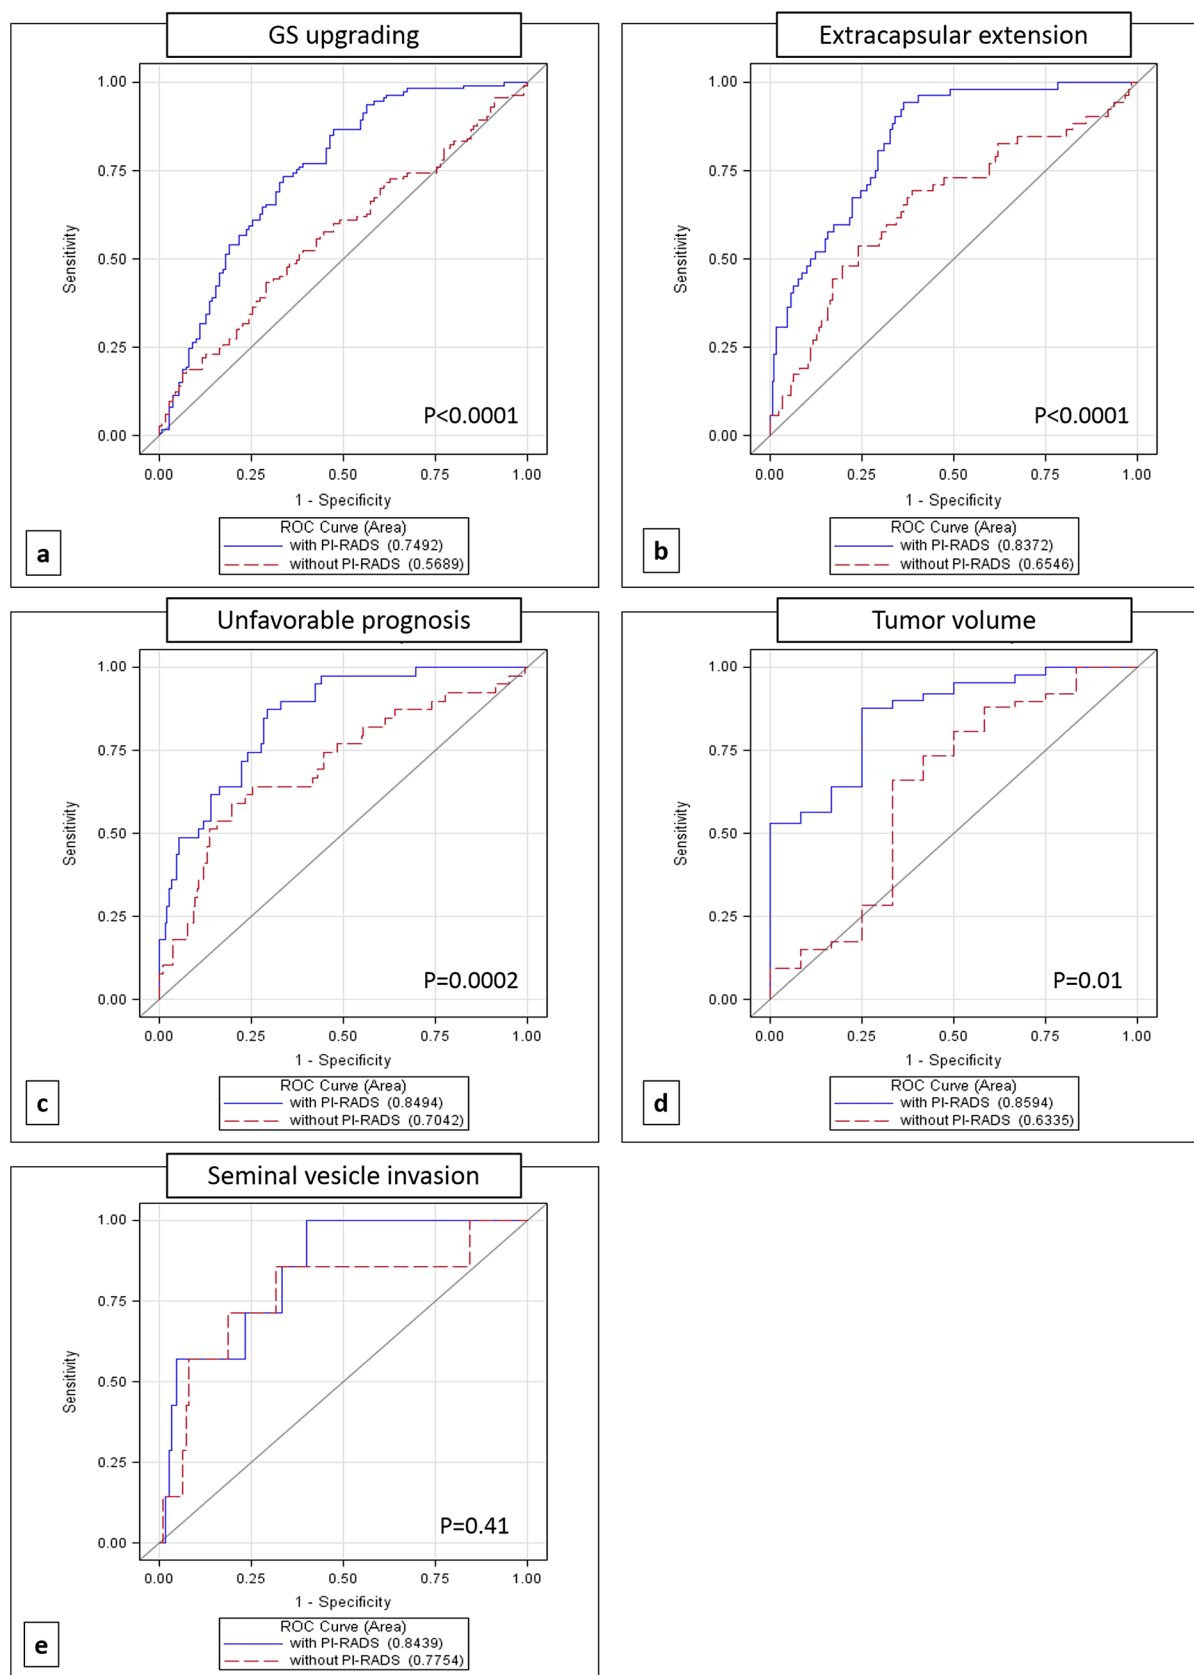 GS upgrading
1.00
0.75
0.50
0.25
0.00
Sensitivity
P<0.0001
0.00 0.25 0.50 0.75 1.00
1 - Specificity
ROC Curve (Area)
with PI-RADS (0.7492)
without PI-RADS (0.5689)
a
Extracapsular extension
1.00
0.75
0.50
0.25
0.00
Sensitivity
P<0.0001
0.00 0.25 0.50 0.75 1.00
1 - Specificity
ROC Curve (Area)
with PI-RADS (0.8372)
without PI-RADS (0.6546)
b
Unfavorable prognosis
1.00
0.75
0.50
0.25
0.00
Sensitivity
P=0.0002
0.00 0.25 0.50 0.75 1.00
1 - Specificity
ROC Curve (Area)
with PI-RADS (0.8494)
without PI-RADS (0.7042)
c
Tumor volume
1.00
0.75
0.50
0.25
0.00
Sensitivity
P=0.01
0.00 0.25 0.50 0.75 1.00
1 - Specificity
ROC Curve (Area)
with PI-RADS (0.8594)
without PI-RADS (0.6335)
d
Seminal vesicle invasion
1.00
0.75
0.50
0.25
0.00
Sensitivity
P=0.41
0.00 0.25 0.50 0.75 1.00
1 - Specificity
ROC Curve (Area)
with PI-RADS (0.8439)
without PI-RADS (0.7754)
e